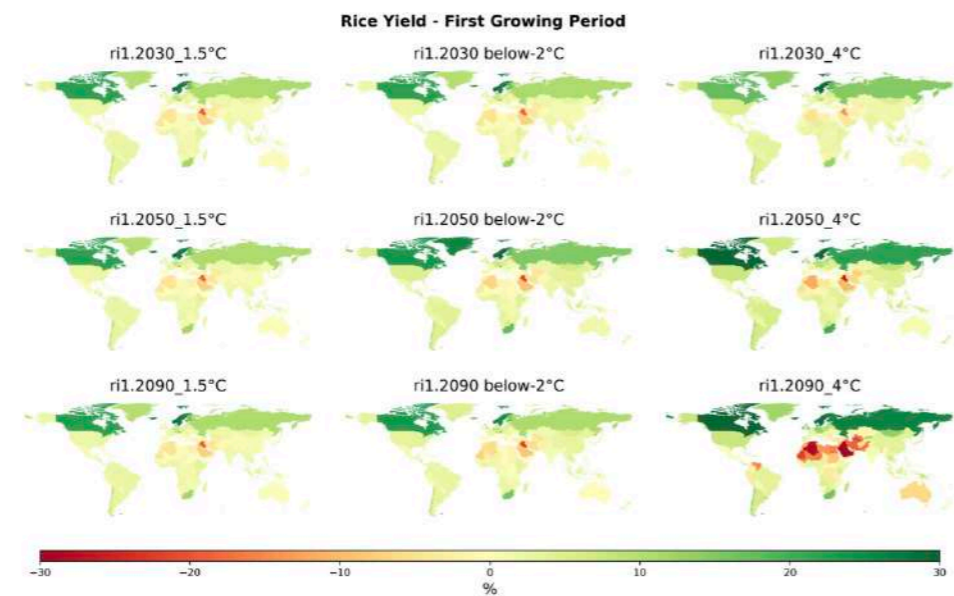 Rice Yield - First Growing Period
ri1.2030_1.5°C
ri1.2030 below-2°C
ri1.2030_4°C
ri1.2050_1.5°C
ri1.2050 below-2°C
ri1.2050_4°C
ri1.2090_1.5°C
ri1.2090 below-2°C
ri1.2090_4°C
−30 −20 −10 0 10 20 30
%